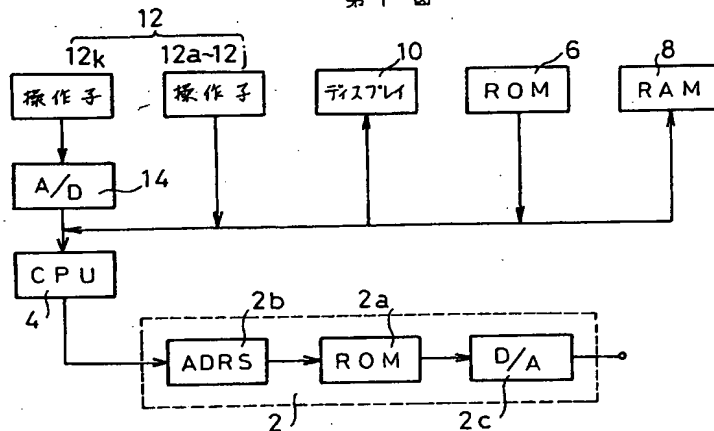 第1図
12
12k
12a~12j
10
6
8
操作子
操作子
ディスプレイ
ROM
RAM
A/D
14
CPU
4
2b
2a
ADRS
ROM
D/A
2
2c